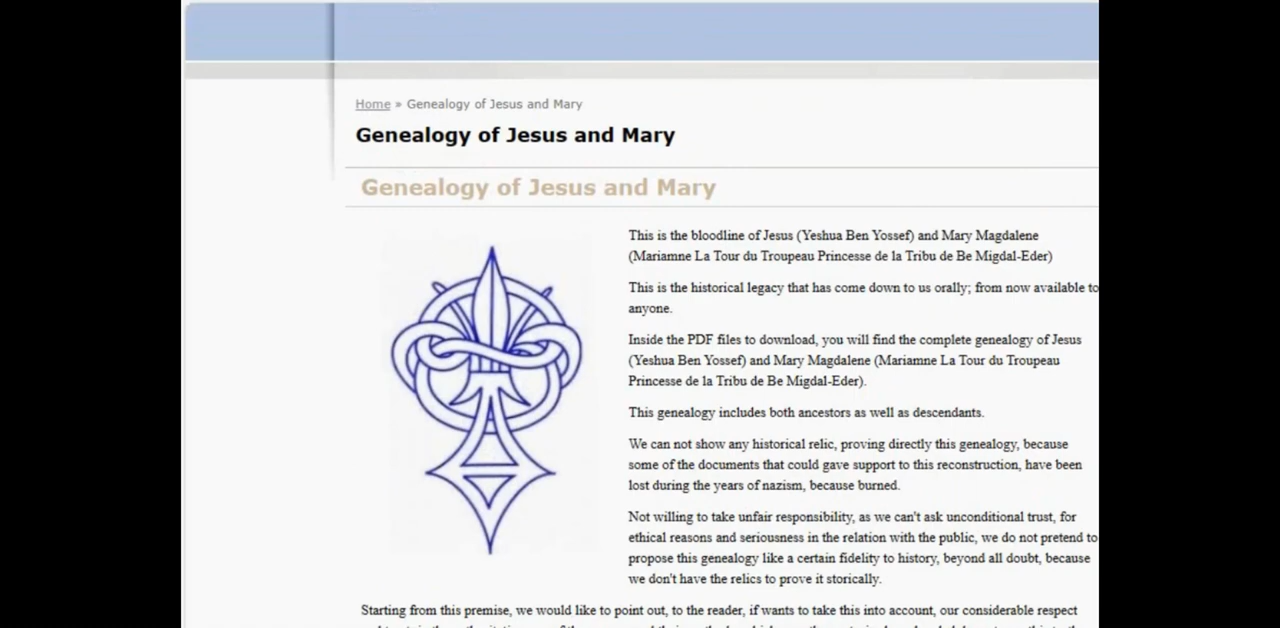 Home » Genealogy of Jesus and Mary
Genealogy of Jesus and Mary
Genealogy of Jesus and Mary
This is the bloodline of Jesus (Yeshua Ben Yossef) and Mary Magdalene
(Mariamne La Tour du Troupeau Princesse de la Tribu de Be Migdal-Eder)
This is the historical legacy that has come down to us orally; from now available to
anyone.
Inside the PDF files to download, you will find the complete genealogy of Jesus
(Yeshua Ben Yossef) and Mary Magdalene (Mariamne La Tour du Troupeau
Princesse de la Tribu de Be Migdal-Eder).
This genealogy includes both ancestors as well as descendants.
We can not show any historical relic, proving directly this genealogy, because
some of the documents that could gave support to this reconstruction, have been
lost during the years of nazism, because burned.
Not willing to take unfair responsibility, as we can't ask unconditional trust, for
ethical reasons and seriousness in the relation with the public, we do not pretend to
propose this genealogy like a certain fidelity to history, beyond all doubt, because
we don't have the relics to prove it storically.
Starting from this premise, we would like to point out, to the reader, if wants to take this into account, our considerable respect